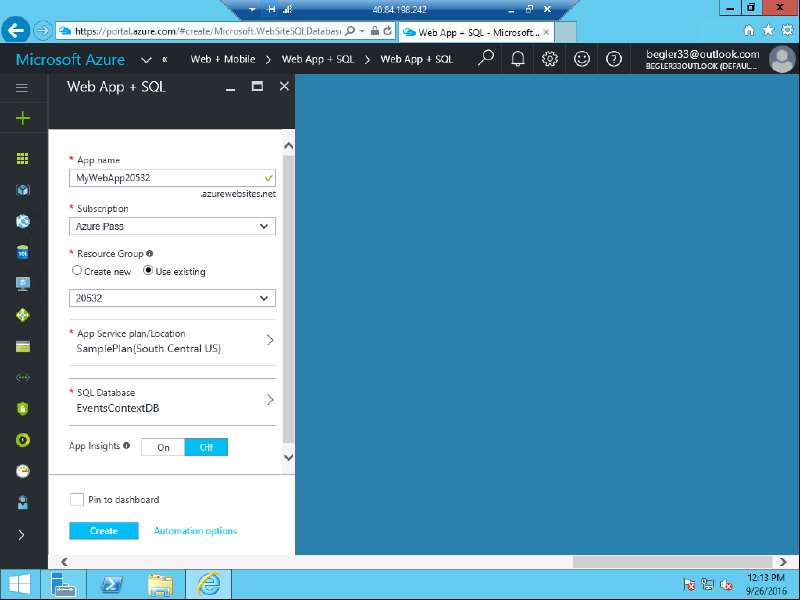 40.84.198.242
https://portal.azure.com/#create/Microsoft.WebSiteSQLDatabas
Web App + SQL - Microsoft...
Microsoft Azure
Web + Mobile > Web App + SQL > Web App + SQL
begler33@outlook.com
BEGLER33OUTLOOK (DEFAUL...
Web App + SQL
* App name
MyWebApp20532
.azurewebsites.net
* Subscription
Azure Pass
* Resource Group
Create new Use existing
20532
* App Service plan/Location
SamplePlan(South Central US)
* SQL Database
EventsContextDB
App Insights On Off
Pin to dashboard
Create Automation options
12:13 PM
9/26/2016